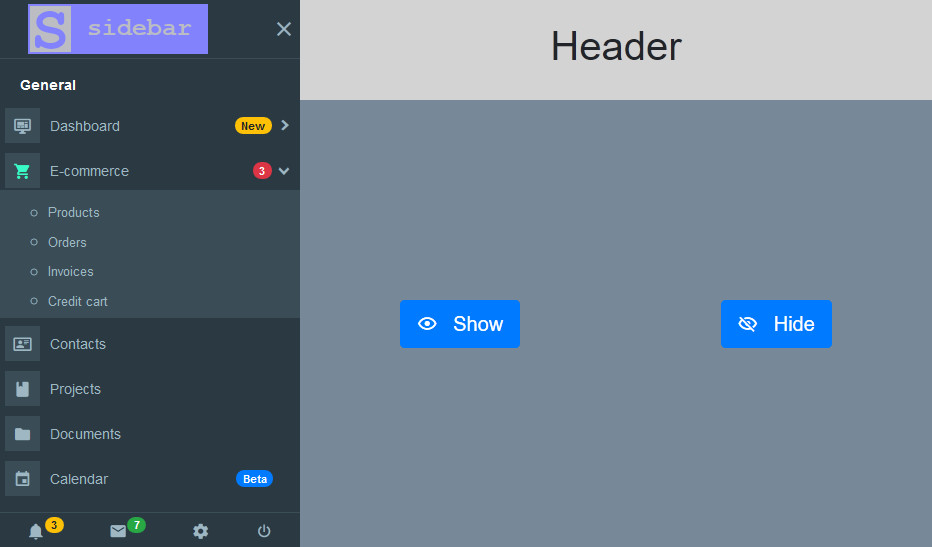 S sidebar
Header
General
Dashboard New
E-commerce 3
Products
Orders
Invoices
Credit cart
Show
Hide
Contacts
Projects
Documents
Calendar Beta
3 7